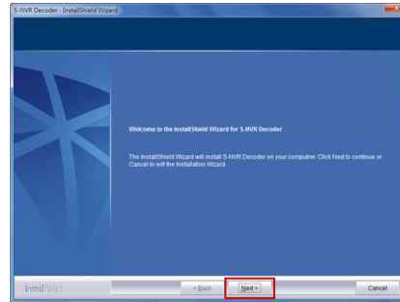 S-NVR Decoder - InstallShield Wizard
Welcome to the InstallShield Wizard for S-NVR Decoder
The InstallShield Wizard will install S-NVR Decoder on your computer. Click Next to continue or
Cancel to exit the Installation Wizard.
InstallShield
< Back
Next >
Cancel